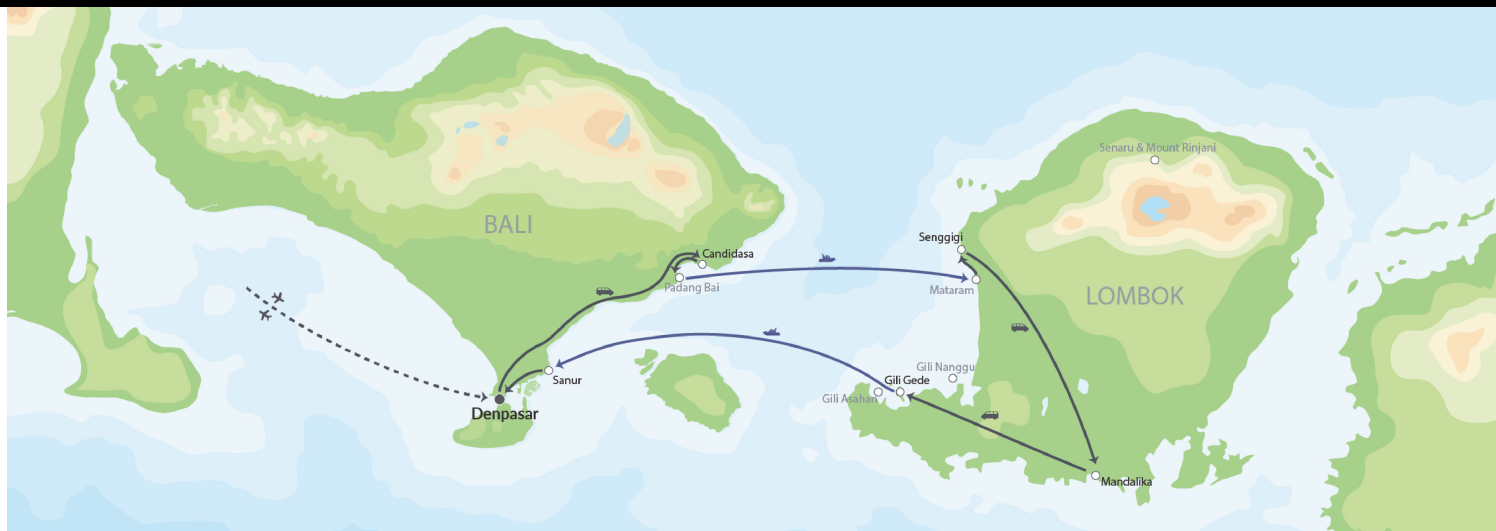 Senaru & Mount Rinjani
BALI
Senggigi
Candidasa
Padang Bai
Mataram
LOMBOK
Gili Nanggu
Sanur
Gili Gede
Gili Asahan
Denpasar
Mandalika